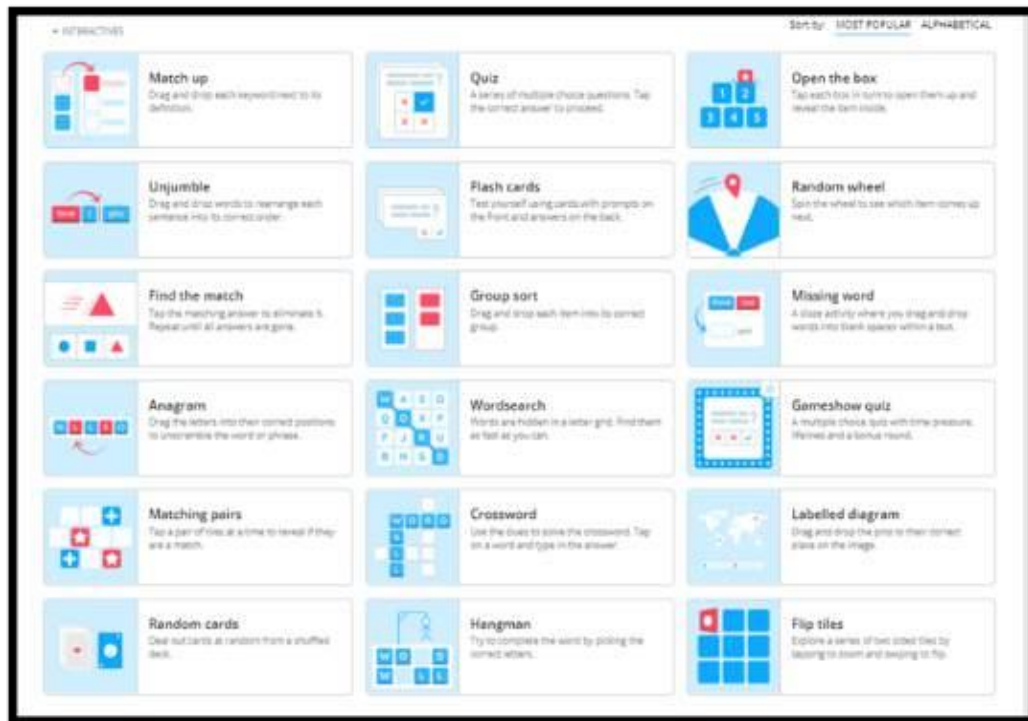 INTERACTIVES
Sort by: MOST POPULAR ALPHABETICAL
Match up
Drag and drop each keyword next to its
definition.
Quiz
A series of multiple choice questions. Tap
the correct answer to proceed.
Open the box
Tap each box in turn to open them up and
reveal the item inside.
Unjumble
Drag and drop words to rearrange each
sentence into its correct order.
Flash cards
Test yourself using cards with prompts on
the front and answers on the back.
Random wheel
Spin the wheel to see which item comes up
next.
Find the match
Tap the matching answer to eliminate it.
Repeat until all answers are gone.
Group sort
Drag and drop each item into its correct
group.
Missing word
A cloze activity where you drag and drop
words into blank spaces within a text.
Anagram
Drag the letters into their correct positions
to unscramble the word or phrase.
Wordsearch
Words are hidden in a letter grid. Find them
as fast as you can.
Gameshow quiz
A multiple choice quiz with time pressure,
lifelines and a bonus round.
Matching pairs
Tap a pair of tiles at a time to reveal if they
are a match.
Crossword
Use the clues to solve the crossword. Tap
on a word and type in the answer.
Labelled diagram
Drag and drop the pins to their correct
place on the image.
Random cards
Deal out cards at random from a shuffled
deck.
Hangman
Try to complete the word by picking the
correct letters.
Flip tiles
Explore a series of two sided tiles by
tapping to zoom and swiping to flip.